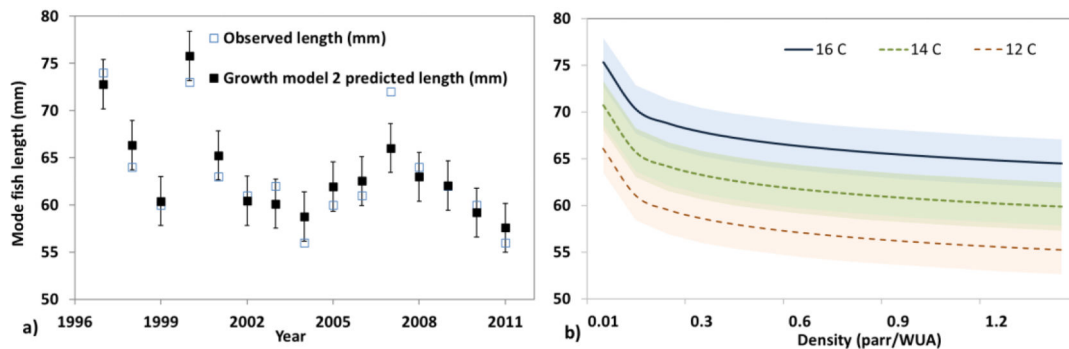 80
75
70
65
60
55
50
Mode fish length (mm)
Observed length (mm)
Growth model 2 predicted length (mm)
1996
1999
2002
2005
2008
2011
a)
Year
80
75
70
65
60
55
50
16 C
14 C
12 C
0.01
0.3
0.6
0.9
1.2
b)
Density (parr/WUA)